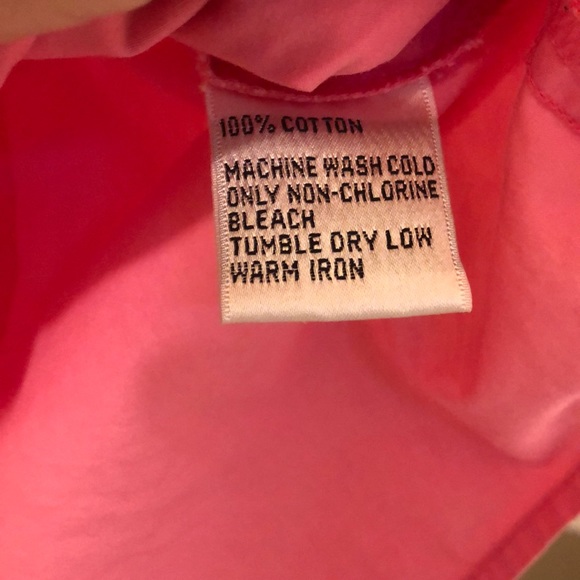 100% COTTON
MACHINE WASH COLD
ONLY NON-CHLORINE
BLEACH
TUMBLE DRY LOW
WARM IRON